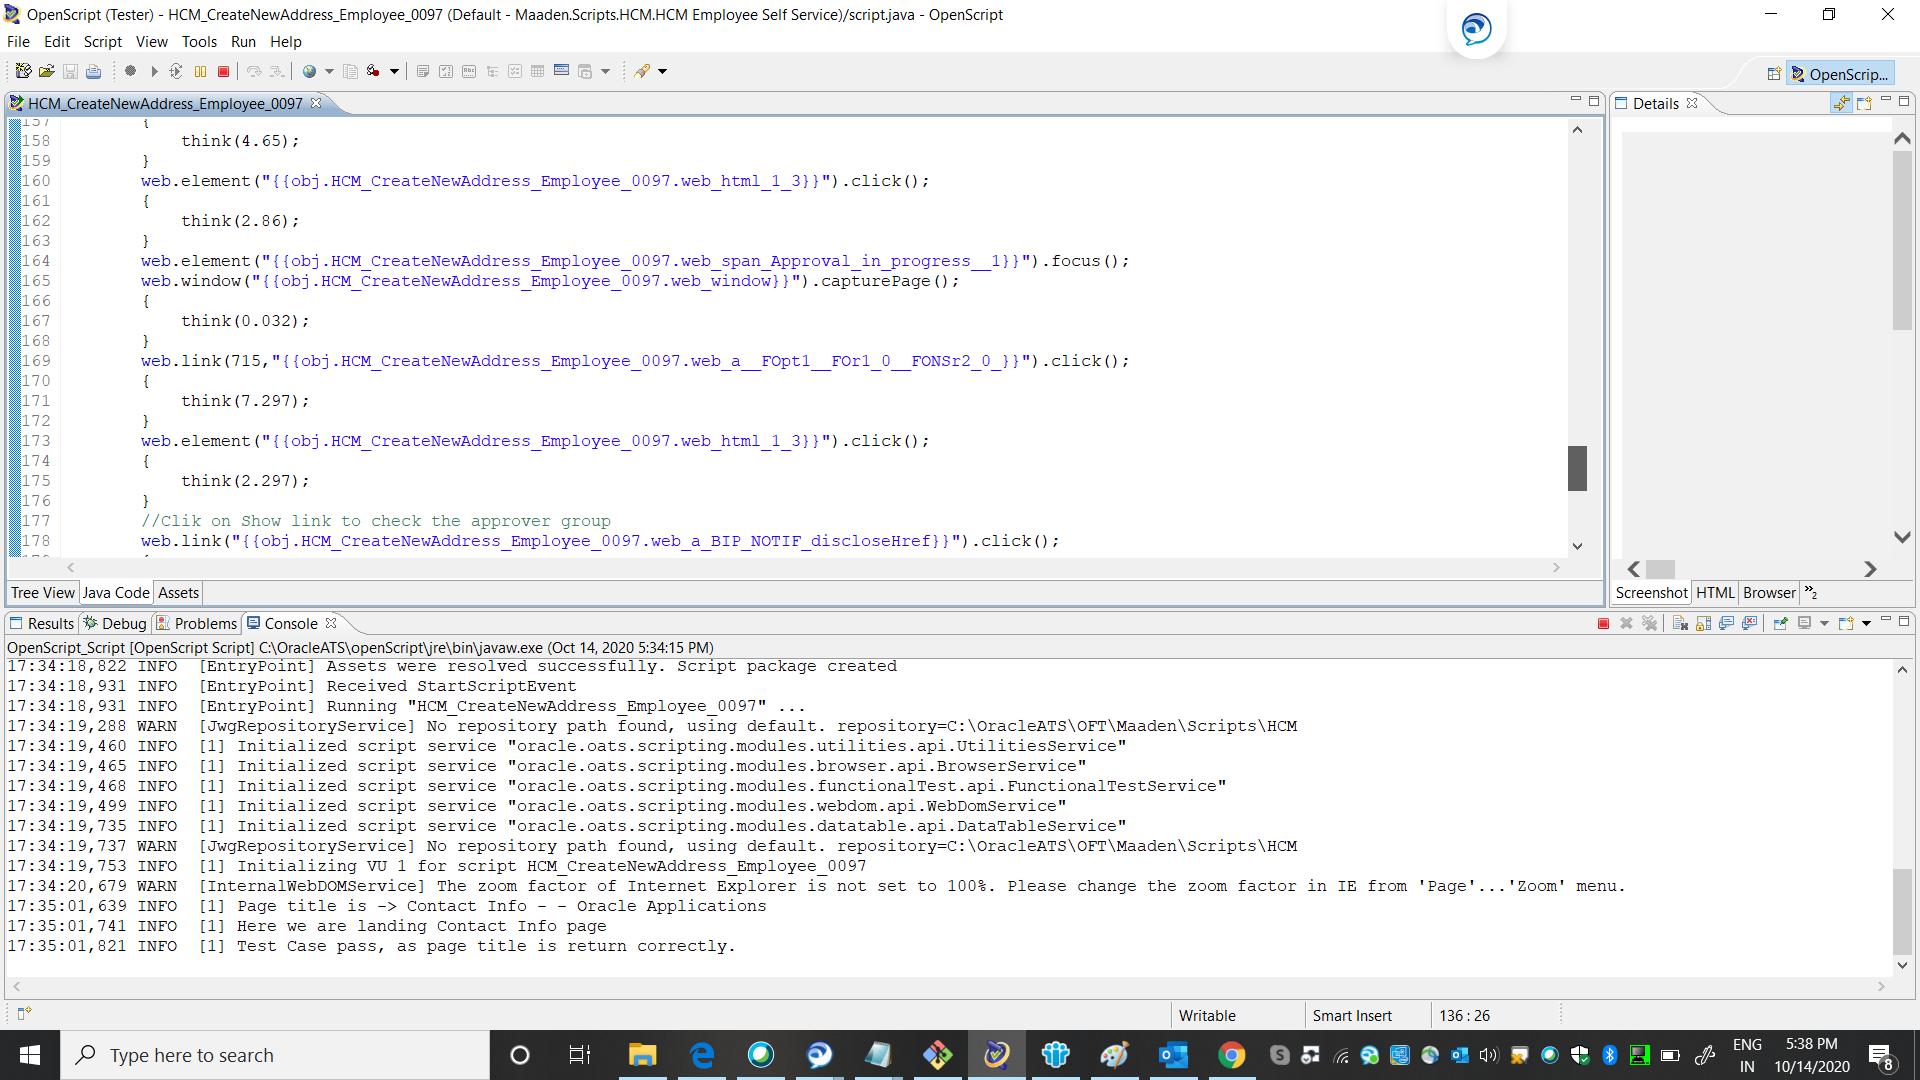 OpenScript (Tester) - HCM_CreateNewAddress_Employee_0097 (Default - Maaden.Scripts.HCM.HCM Employee Self Service)/script.java - OpenScript
File Edit Script View Tools Run Help
OpenScrip...
HCM_CreateNewAddress_Employee_0097
Details
157 {
158 think(4.65);
159 }
160 web.element("{{obj.HCM_CreateNewAddress_Employee_0097.web_html_1_3}}").click();
161 {
162 think(2.86);
163 }
164 web.element("{{obj.HCM_CreateNewAddress_Employee_0097.web_span_Approval_in_progress__1}}").focus();
165 web.window("{{obj.HCM_CreateNewAddress_Employee_0097.web_window}}").capturePage();
166 {
167 think(0.032);
168 }
169 web.link(715,"{{obj.HCM_CreateNewAddress_Employee_0097.web_a__FOpt1__FOr1_0__FONSr2_0_}}").click();
170 {
171 think(7.297);
172 }
173 web.element("{{obj.HCM_CreateNewAddress_Employee_0097.web_html_1_3}}").click();
174 {
175 think(2.297);
176 }
177 //Clik on Show link to check the approver group
178 web.link("{{obj.HCM_CreateNewAddress_Employee_0097.web_a_BIP_NOTIF_discloseHref}}").click();
Tree View Java Code Assets
Screenshot HTML Browser »2
Results Debug Problems Console
OpenScript_Script [OpenScript Script] C:\OracleATS\openScript\jre\bin\javaw.exe (Oct 14, 2020 5:34:15 PM)
17:34:18,822 INFO [EntryPoint] Assets were resolved successfully. Script package created
17:34:18,931 INFO [EntryPoint] Received StartScriptEvent
17:34:18,931 INFO [EntryPoint] Running "HCM_CreateNewAddress_Employee_0097" ...
17:34:19,288 WARN [JwgRepositoryService] No repository path found, using default. repository=C:\OracleATS\OFT\Maaden\Scripts\HCM
17:34:19,460 INFO [1] Initialized script service "oracle.oats.scripting.modules.utilities.api.UtilitiesService"
17:34:19,465 INFO [1] Initialized script service "oracle.oats.scripting.modules.browser.api.BrowserService"
17:34:19,468 INFO [1] Initialized script service "oracle.oats.scripting.modules.functionalTest.api.FunctionalTestService"
17:34:19,499 INFO [1] Initialized script service "oracle.oats.scripting.modules.webdom.api.WebDomService"
17:34:19,735 INFO [1] Initialized script service "oracle.oats.scripting.modules.datatable.api.DataTableService"
17:34:19,737 WARN [JwgRepositoryService] No repository path found, using default. repository=C:\OracleATS\OFT\Maaden\Scripts\HCM
17:34:19,753 INFO [1] Initializing VU 1 for script HCM_CreateNewAddress_Employee_0097
17:34:20,679 WARN [InternalWebDOMService] The zoom factor of Internet Explorer is not set to 100%. Please change the zoom factor in IE from 'Page'...'Zoom' menu.
17:35:01,639 INFO [1] Page title is -> Contact Info - - Oracle Applications
17:35:01,741 INFO [1] Here we are landing Contact Info page
17:35:01,821 INFO [1] Test Case pass, as page title is return correctly.
Writable Smart Insert 136 : 26
Type here to search
ENG 5:38 PM
IN 10/14/2020 8